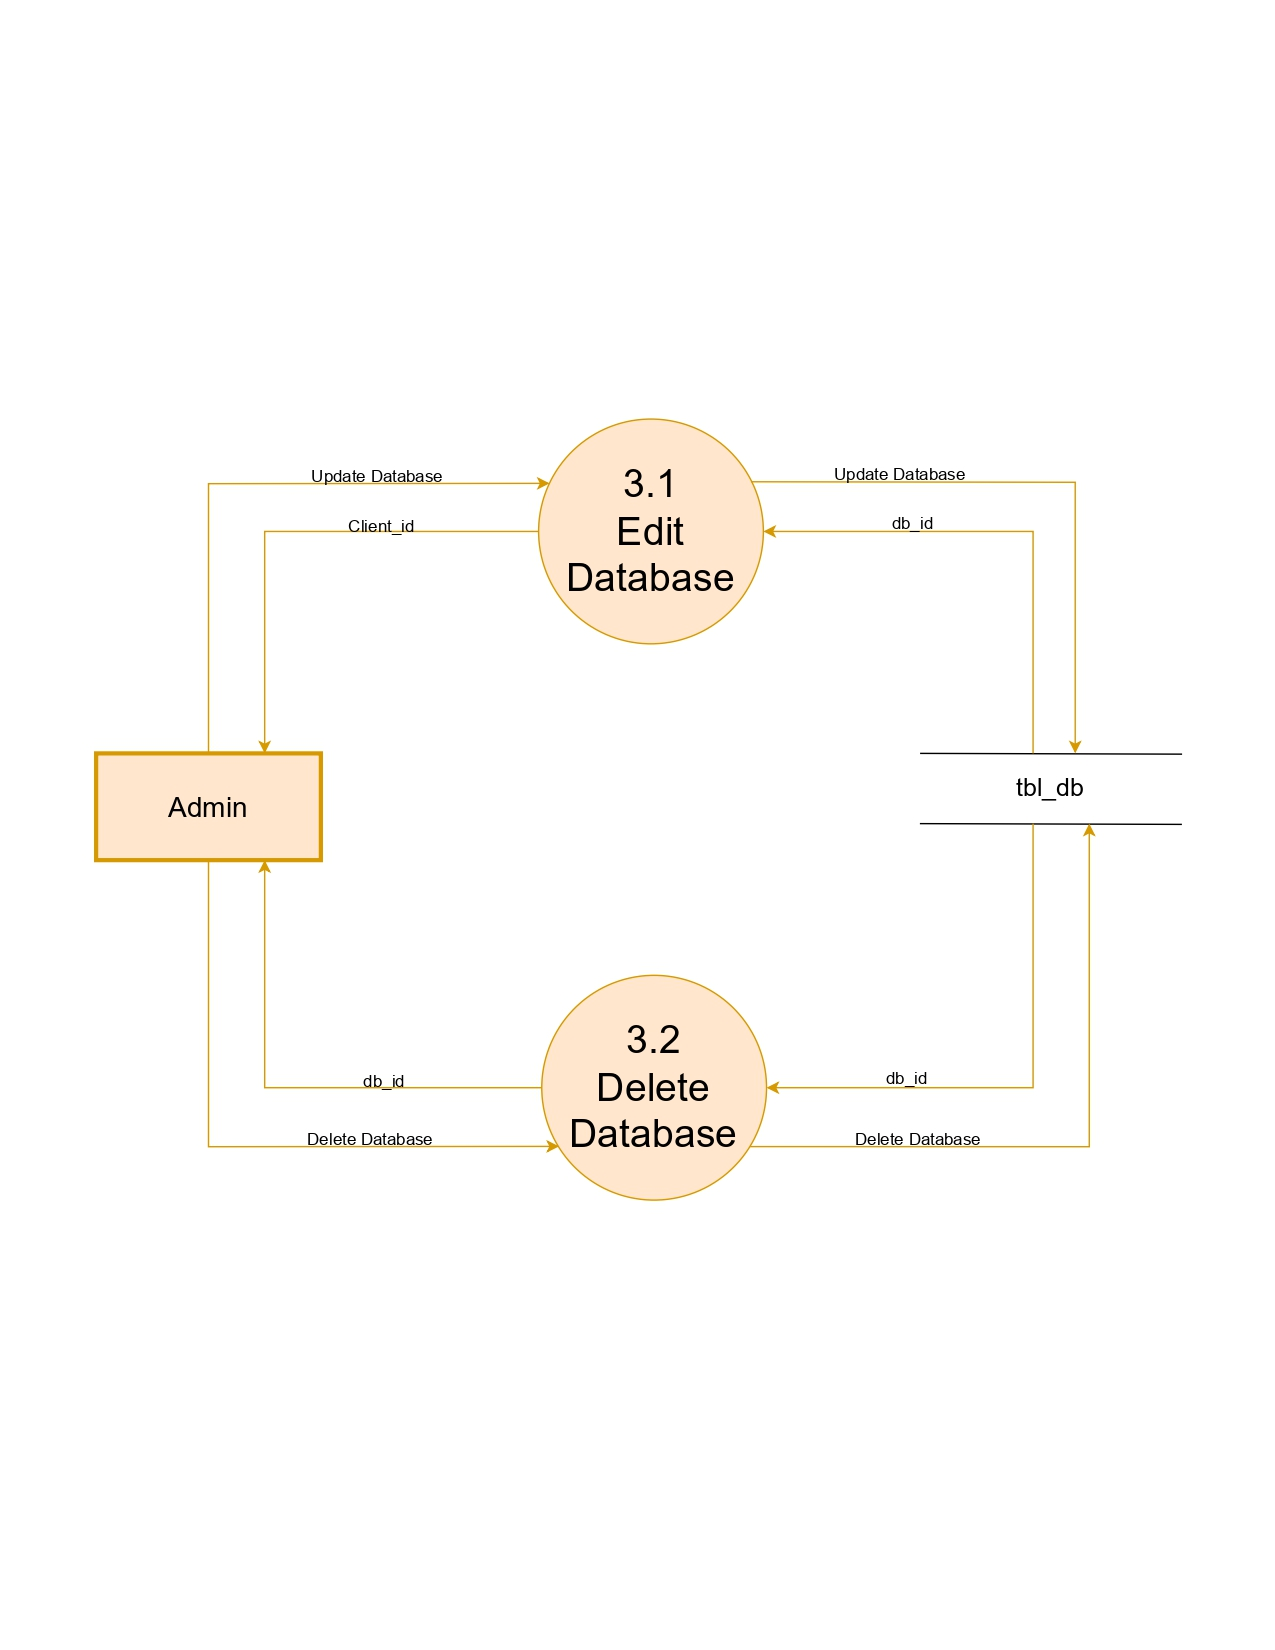 Update Database
3.1
Edit
Database
Update Database
Client_id
db_id
Admin
tbl_db
3.2
Delete
Database
db_id
db_id
Delete Database
Delete Database